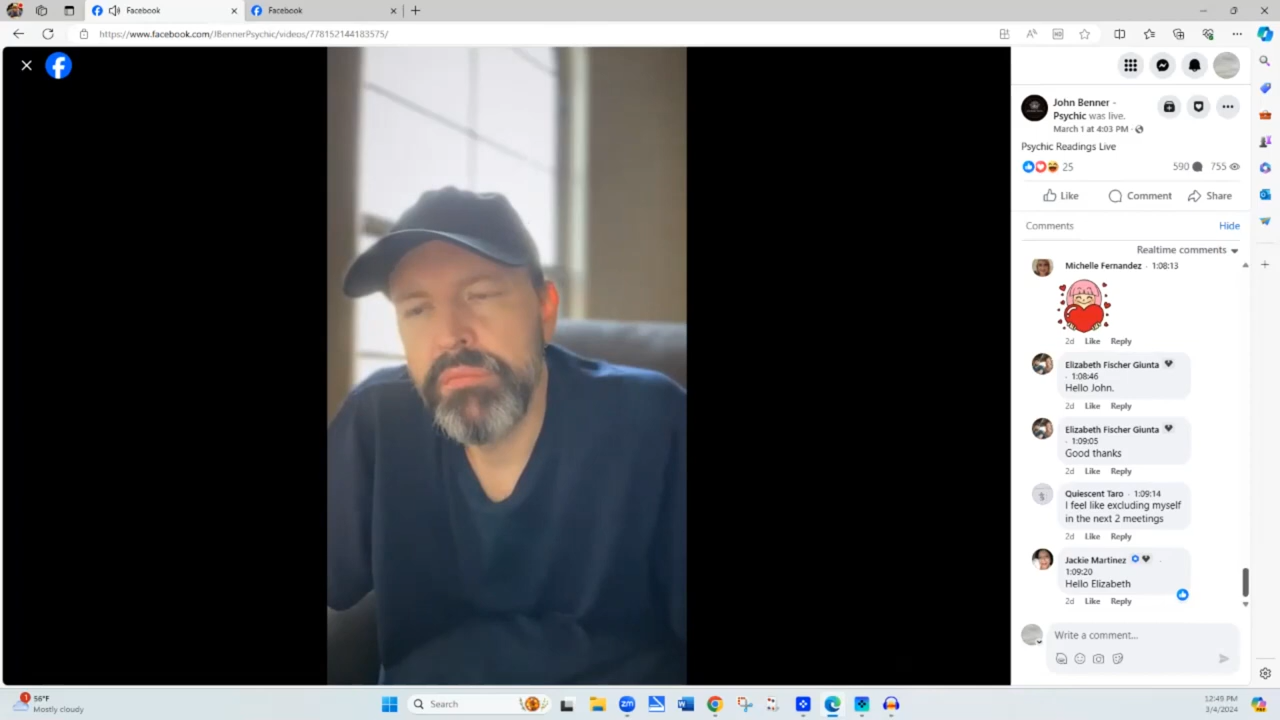 Facebook
Facebook
https://www.facebook.com/JBennerPsychic/videos/778152144183575/
John Benner -
Psychic was live.
March 1 at 4:03 PM ·
Psychic Readings Live
25
590
755
Like
Comment
Share
Comments
Hide
Realtime comments
Michelle Fernandez · 1:08:13
2d Like Reply
Elizabeth Fischer Giunta
· 1:08:46
Hello John.
2d Like Reply
Elizabeth Fischer Giunta
· 1:09:05
Good thanks
2d Like Reply
Quiescent Taro · 1:09:14
I feel like excluding myself
in the next 2 meetings
2d Like Reply
Jackie Martinez ·
1:09:20
Hello Elizabeth
2d Like Reply
Write a comment...
1
56°F
Mostly cloudy
Search
zm
12:45 PM
3/4/2024